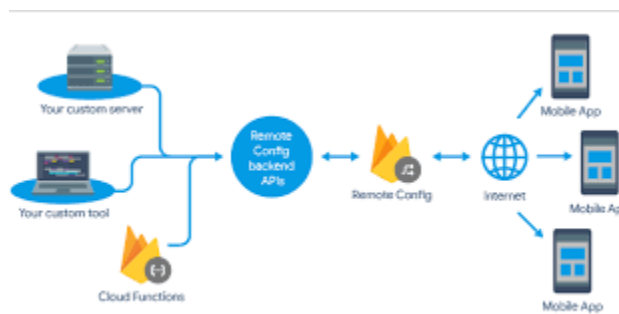 Your custom server
Your custom tool
Cloud Functions
Remote
Config
backend
APIs
Remote Config
Internet
Mobile App
Mobile Ap
Mobile App